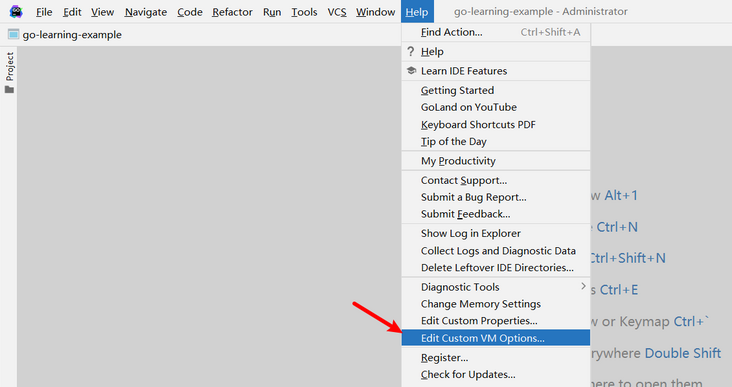 File Edit View Navigate Code Refactor Run Tools VCS Window Help go-learning-example - Administrator
go-learning-example
Project
Find Action... Ctrl+Shift+A
? Help
Learn IDE Features
Getting Started
GoLand on YouTube
Keyboard Shortcuts PDF
Tip of the Day
My Productivity
Contact Support...
Submit a Bug Report...
Submit Feedback...
Show Log in Explorer
Collect Logs and Diagnostic Data
Delete Leftover IDE Directories...
Diagnostic Tools
Change Memory Settings
Edit Custom Properties...
Edit Custom VM Options...
Register...
Check for Updates...
Alt+1
Ctrl+N
Ctrl+Shift+N
Ctrl+E
or Keymap Ctrl+`
Double Shift
to open them